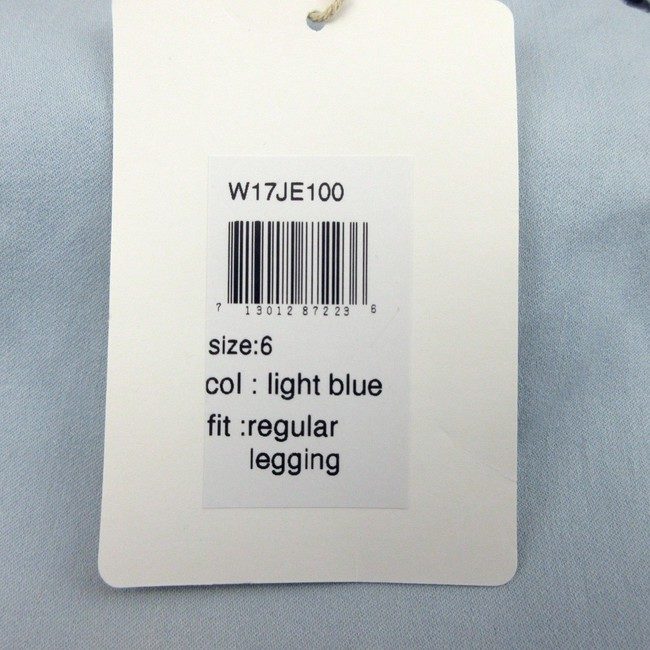 W17JE100
7 13012 87223 6
size:6
col : light blue
fit :regular
legging